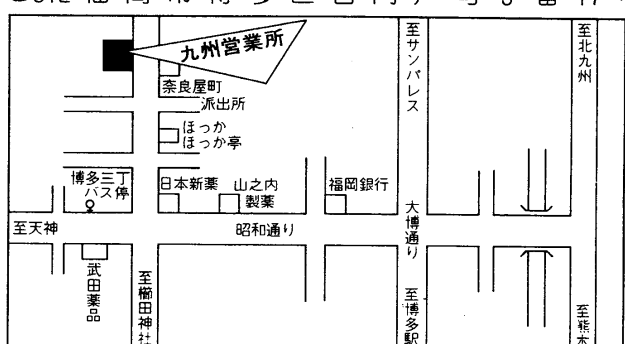 九州営業所
至サンパレス
至北九州
奈良屋町
派出所
ほっか
ほっか亭
博多三丁
バス停
日本新薬
山之内
製薬
福岡銀行
大博通り
至天神
昭和通り
武田薬品
至櫛田神社
至博多駅
至熊本